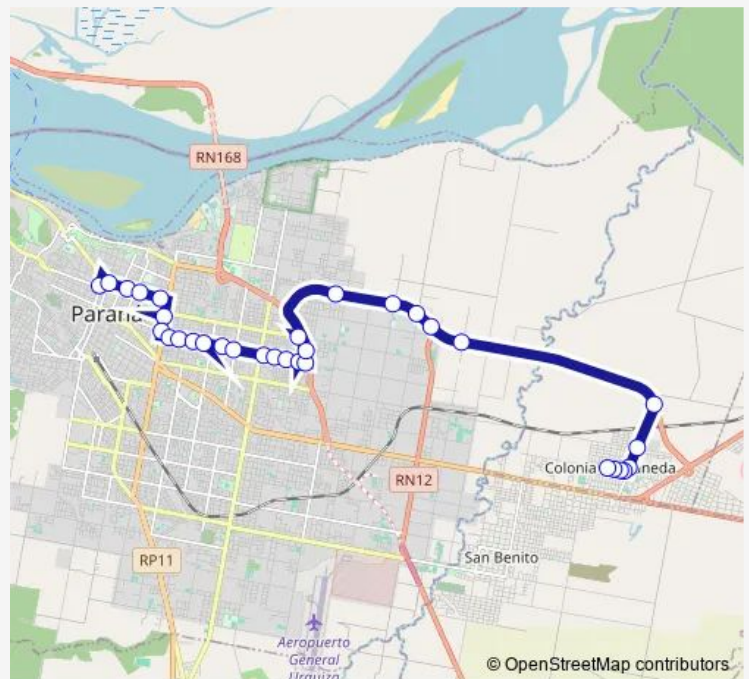 RN168
Paraná
Colonia
neda
RN12
San Benito
RP11
Aeropuerto
General
Urquiza
© OpenStreetMap contributors